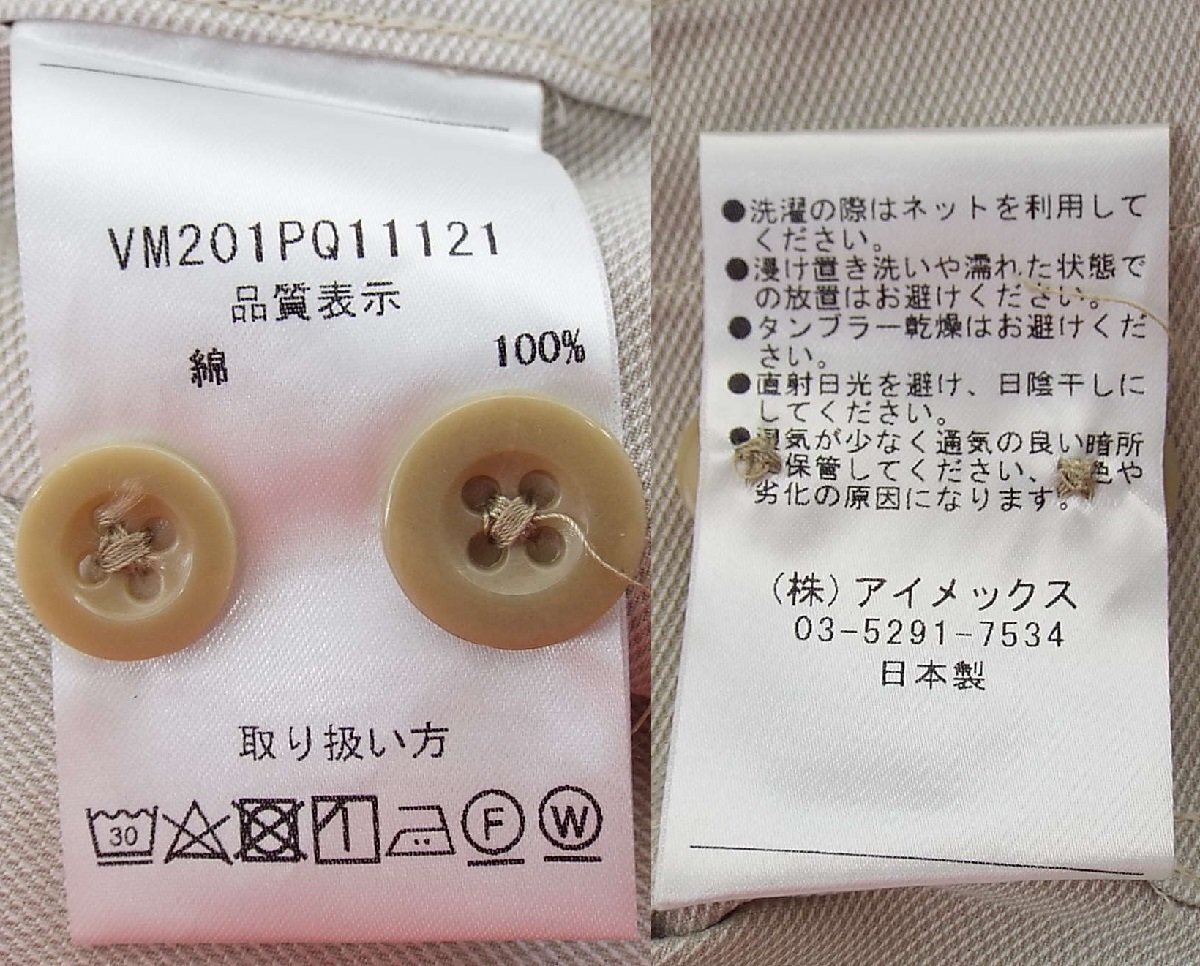 VM201PQ11121
品質表示
綿 100%
取り扱い方
30
F
W
●洗濯の際はネットを利用して
ください。
●浸け置き洗いや濡れた状態で
の放置はお避けください。
●タンブラー乾燥はお避けくだ
さい。
●直射日光を避け、日陰干しに
してください。
●湿気が少なく通気の良い暗所
保管してください、色や
劣化の原因になります。
(株)アイメックス
03-5291-7534
日本製